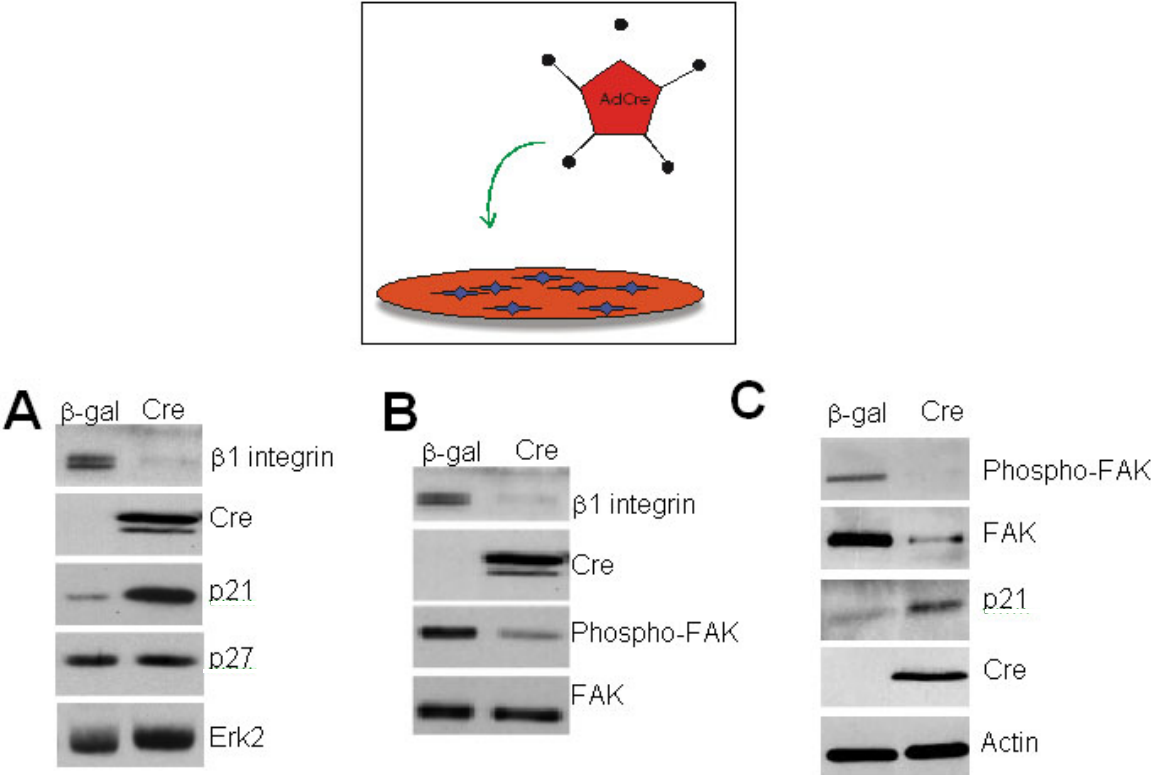 AdCre
A
β-gal Cre
β1 integrin
Cre
p21
p27
Erk2
B
β-gal Cre
β1 integrin
Cre
Phospho-FAK
FAK
C
β-gal Cre
Phospho-FAK
FAK
p21
Cre
Actin